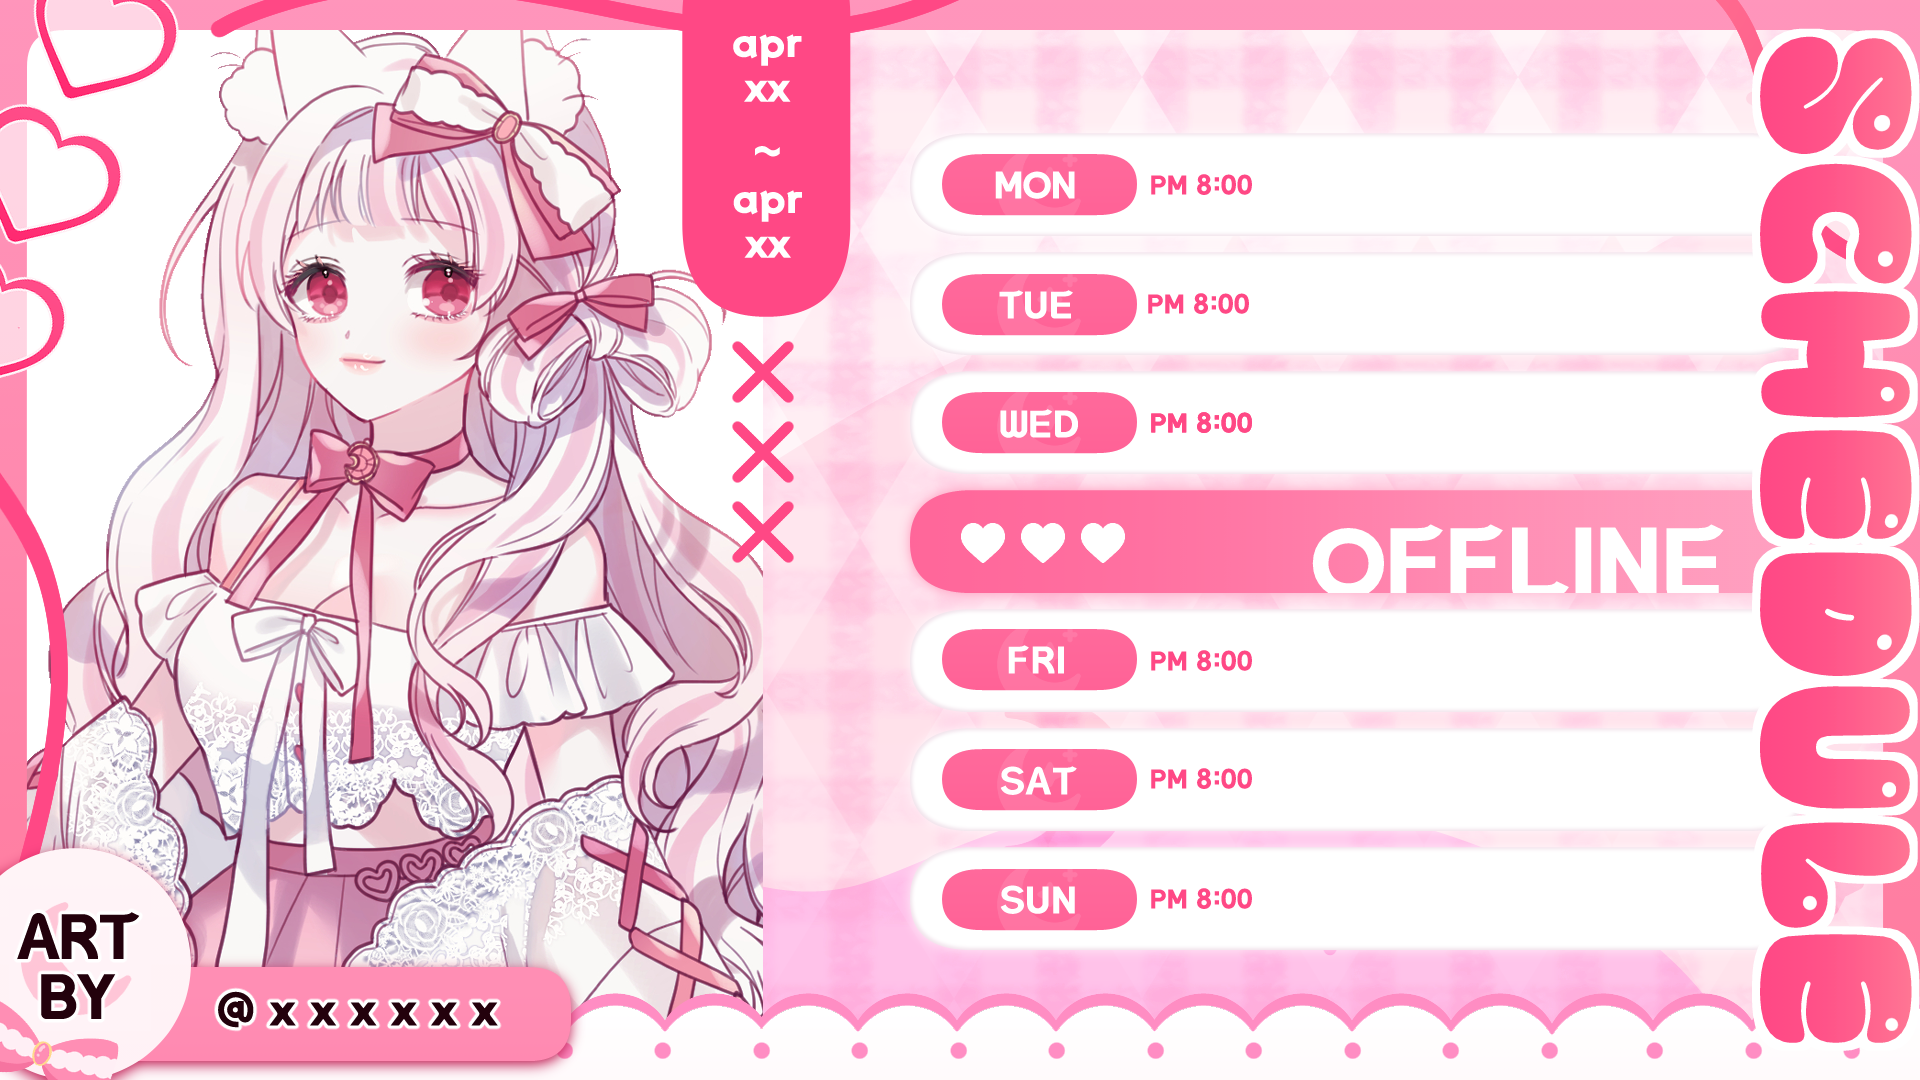 apr
xx
~
apr
xx
MON PM 8:00
TUE PM 8:00
WED PM 8:00
OFFLINE
FRI PM 8:00
SAT PM 8:00
SUN PM 8:00
SCHEDULE
ART
BY
@xxxxxx